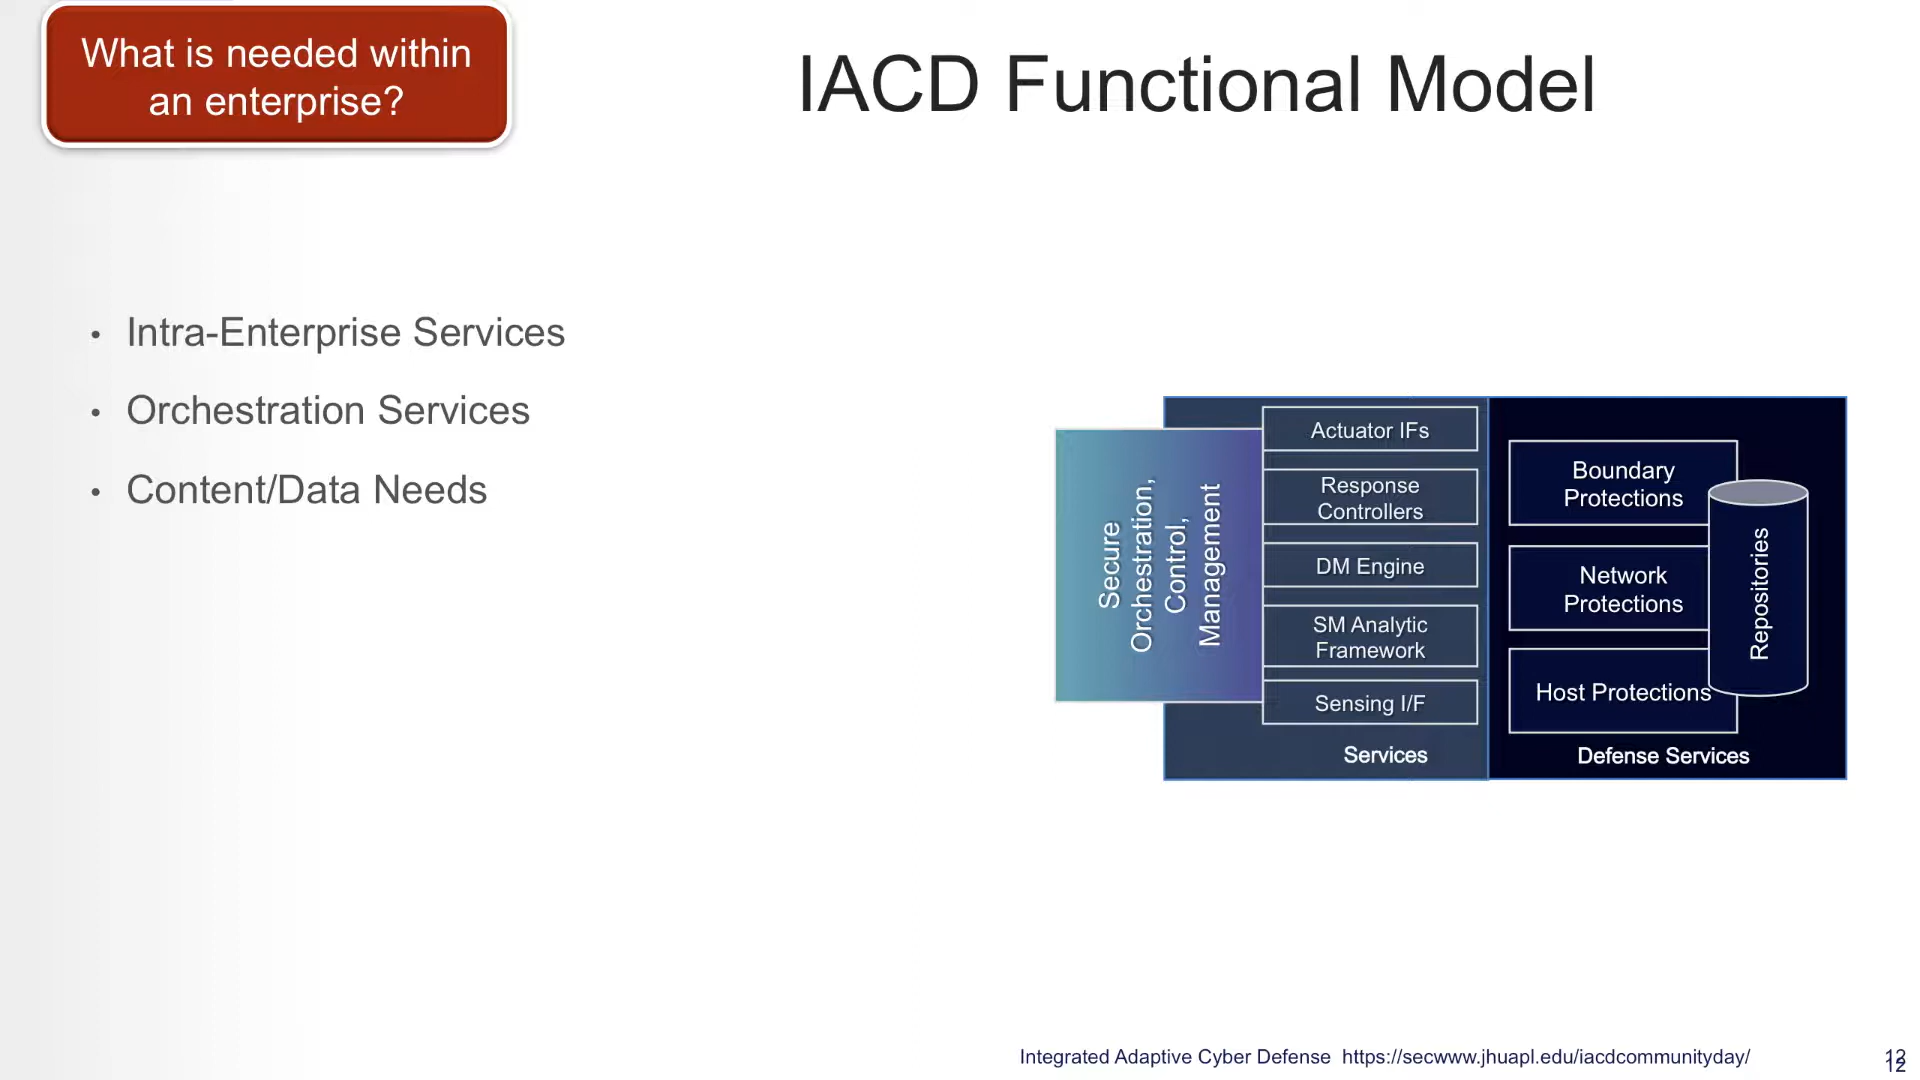 What is needed within
an enterprise?
IACD Functional Model
• Intra-Enterprise Services
• Orchestration Services
• Content/Data Needs
Secure
Orchestration,
Control,
Management
Actuator IFs
Response
Controllers
DM Engine
SM Analytic
Framework
Sensing I/F
Services
Boundary
Protections
Network
Protections
Host Protections
Repositories
Defense Services
Integrated Adaptive Cyber Defense https://secwww.jhuapl.edu/iacdcommunityday/
12
12